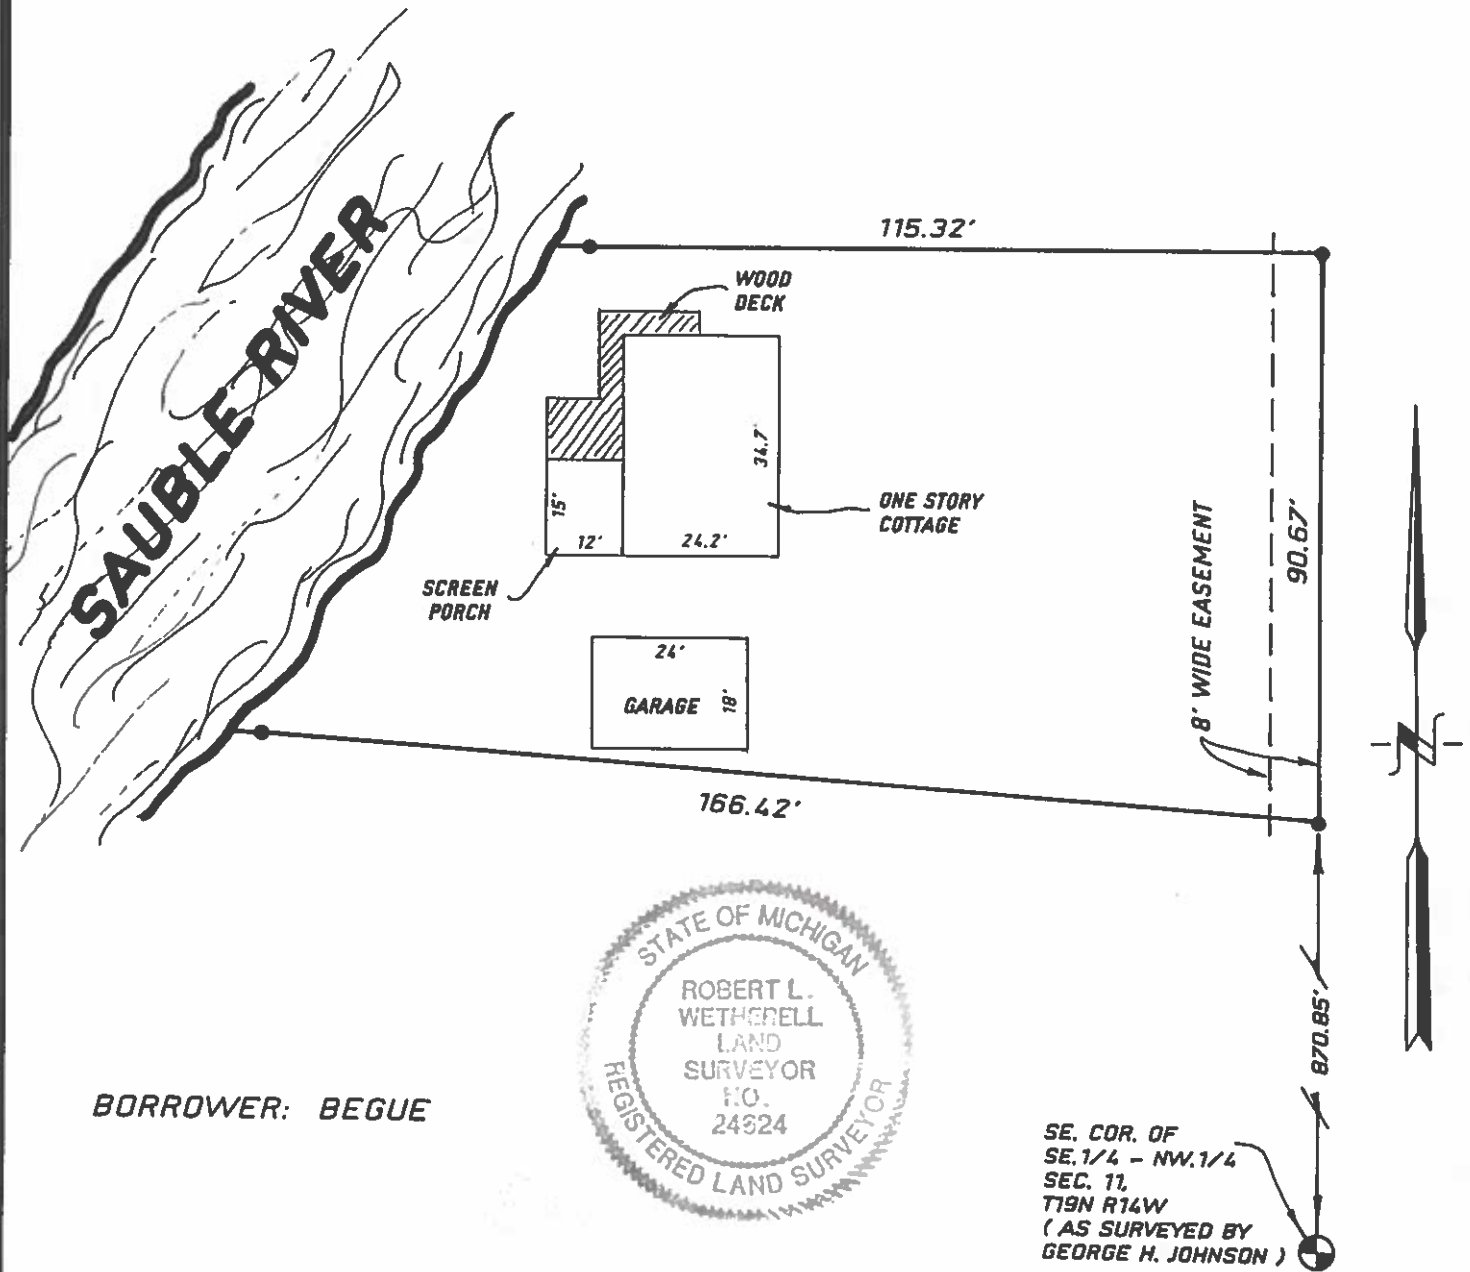 SAUBLE RIVER
115.32'
WOOD
DECK
34.7'
15'
12'
24.2'
ONE STORY
COTTAGE
SCREEN
PORCH
8' WIDE EASEMENT
90.67'
24'
GARAGE
18'
166.42'
N
STATE OF MICHIGAN
ROBERT L.
WETHERELL
LAND
SURVEYOR
NO.
REGISTERED LAND SURVEYOR
870.85'
BORROWER: BEGUE
SE. COR. OF
SE.1/4 - NW.1/4
SEC. 11,
T19N R14W
( AS SURVEYED BY
GEORGE H. JOHNSON )